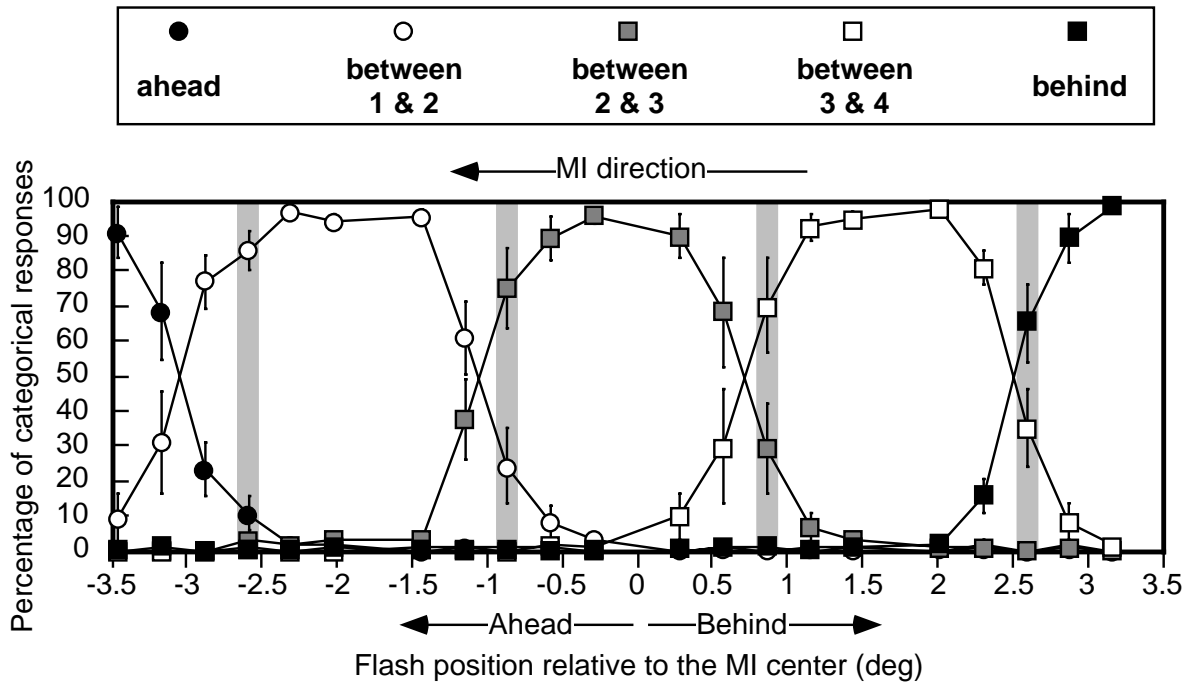 ahead
between
1 & 2
between
2 & 3
between
3 & 4
behind
MI direction
Percentage of categorical responses
100
90
80
70
60
50
40
30
20
10
0
-3.5 -3 -2.5 -2 -1.5 -1 -0.5 0 0.5 1 1.5 2 2.5 3 3.5
Ahead Behind
Flash position relative to the MI center (deg)